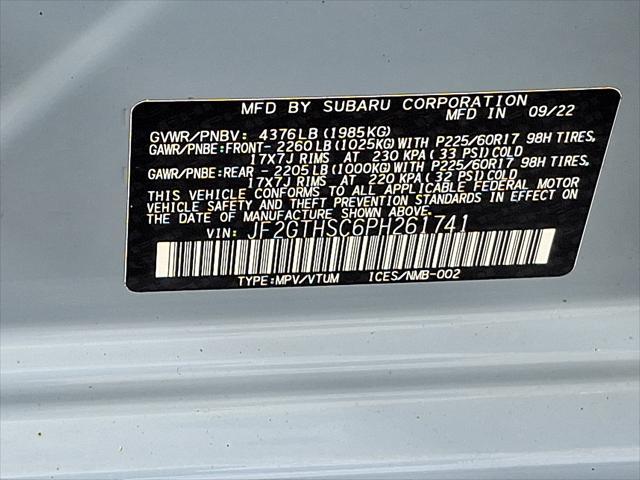 MFD BY SUBARU CORPORATION
MFD IN 09/22
GVWR/PNBV: 4376LB(1985KG)
GAWR/PNBE:FRONT- 2260LB(1025KG)WITH P225/60R17 98H TIRES,
17X7J RIMS AT 230 KPA(33 PSI)COLD
GAWR/PNBE:REAR - 2205LB(1000KG)WITH P225/60R17 98H TIRES,
17X7J RIMS AT 220 KPA(32 PSI)COLD
THIS VEHICLE CONFORMS TO ALL APPLICABLE FEDERAL MOTOR
VEHICLE SAFETY AND THEFT PREVENTION STANDARDS IN EFFECT ON
THE DATE OF MANUFACTURE SHOWN ABOVE.
VIN: JF2GTHSC6PH261741
TYPE:MPV/VTUM ICES/NMB-002